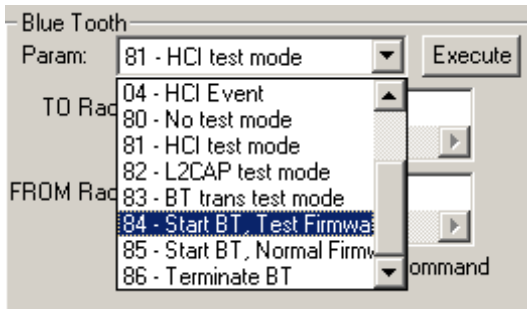 Blue Tooth
Param: 81 - HCI test mode Execute
04 - HCI Event
TO Rad
80 - No test mode
81 - HCI test mode
82 - L2CAP test mode
FROM Rad
83 - BT trans test mode
84 - Start BT, Test Firmwa
85 - Start BT, Normal Firmw
ommand
86 - Terminate BT